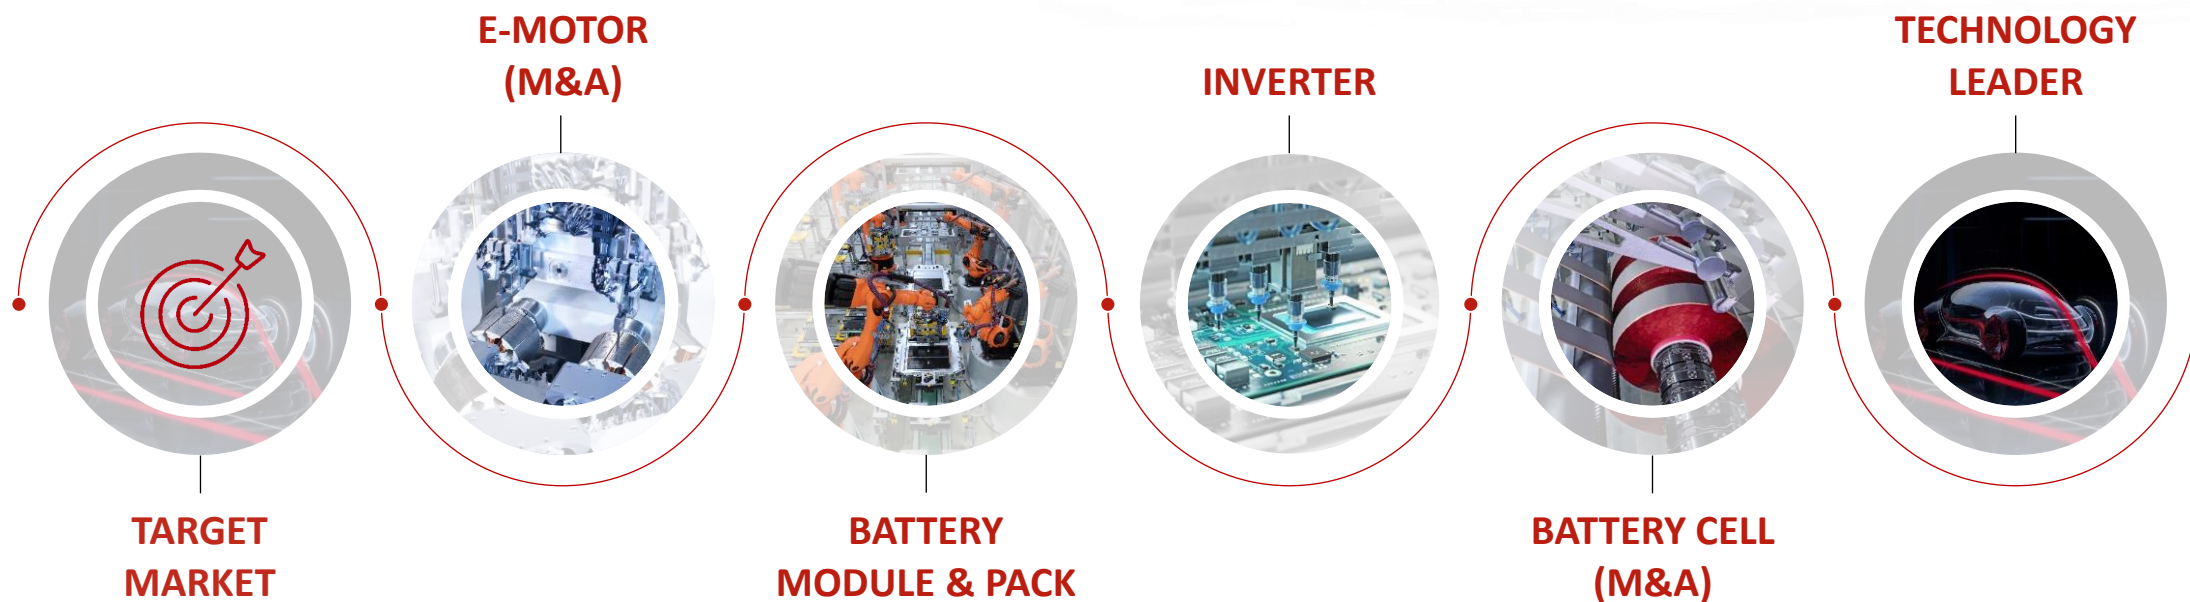 TARGET
MARKET
E-MOTOR
(M&A)
BATTERY
MODULE & PACK
INVERTER
BATTERY CELL
(M&A)
TECHNOLOGY
LEADER